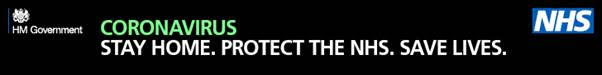 HM Government
CORONAVIRUS
STAY HOME. PROTECT THE NHS. SAVE LIVES.
NHS